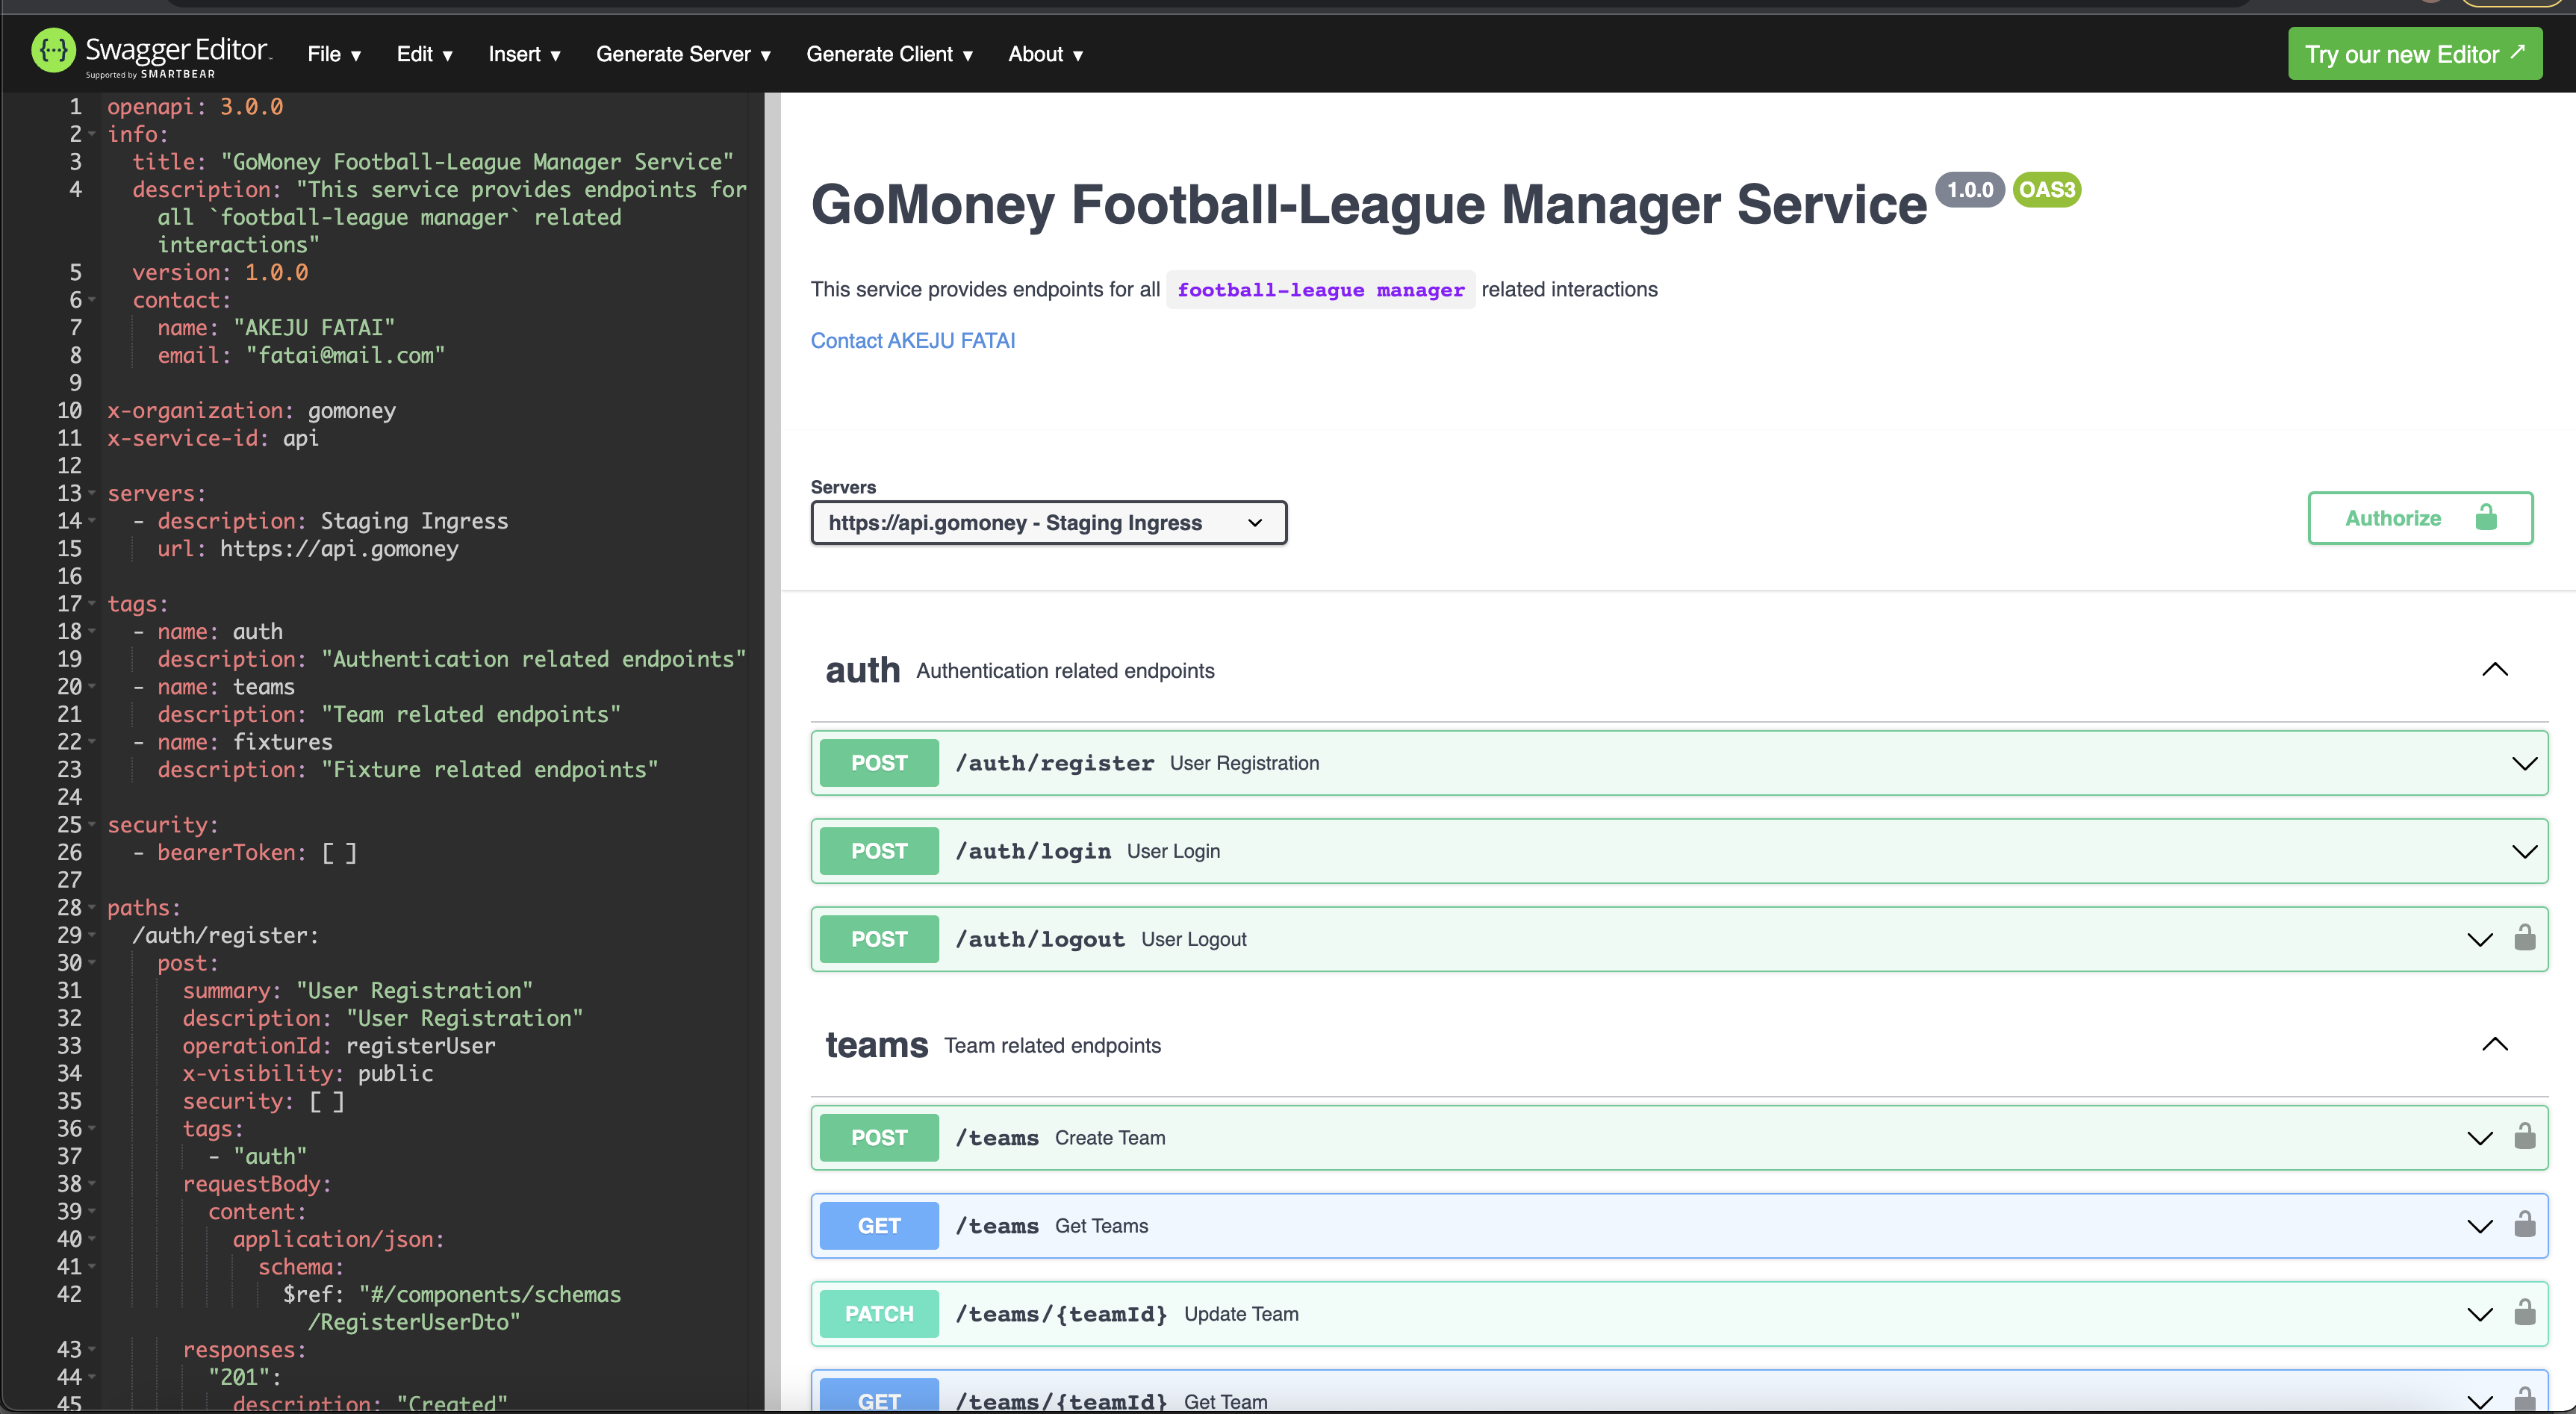 Swagger Editor
Supported by SMARTBEAR
File ▾
Edit ▾
Insert ▾
Generate Server ▾
Generate Client ▾
About ▾
Try our new Editor ↗
1 openapi: 3.0.0
2 info:
3 title: "GoMoney Football-League Manager Service"
4 description: "This service provides endpoints for
all `football-league manager` related
interactions"
5 version: 1.0.0
6 contact:
7 name: "AKEJU FATAI"
8 email: "fatai@mail.com"
9
10 x-organization: gomoney
11 x-service-id: api
12
13 servers:
14 - description: Staging Ingress
15 url: https://api.gomoney
16
17 tags:
18 - name: auth
19 description: "Authentication related endpoints"
20 - name: teams
21 description: "Team related endpoints"
22 - name: fixtures
23 description: "Fixture related endpoints"
24
25 security:
26 - bearerToken: [ ]
27
28 paths:
29 /auth/register:
30 post:
31 summary: "User Registration"
32 description: "User Registration"
33 operationId: registerUser
34 x-visibility: public
35 security: [ ]
36 tags:
37 - "auth"
38 requestBody:
39 content:
40 application/json:
41 schema:
42 $ref: "#/components/schemas
/RegisterUserDto"
43 responses:
44 "201":
45 description: "Created"
GoMoney Football-League Manager Service 1.0.0 OAS3
This service provides endpoints for all football-league manager related interactions
Contact AKEJU FATAI
Servers
https://api.gomoney - Staging Ingress
Authorize
auth Authentication related endpoints
POST /auth/register User Registration
POST /auth/login User Login
POST /auth/logout User Logout
teams Team related endpoints
POST /teams Create Team
GET /teams Get Teams
PATCH /teams/{teamId} Update Team
GET /teams/{teamId} Get Team